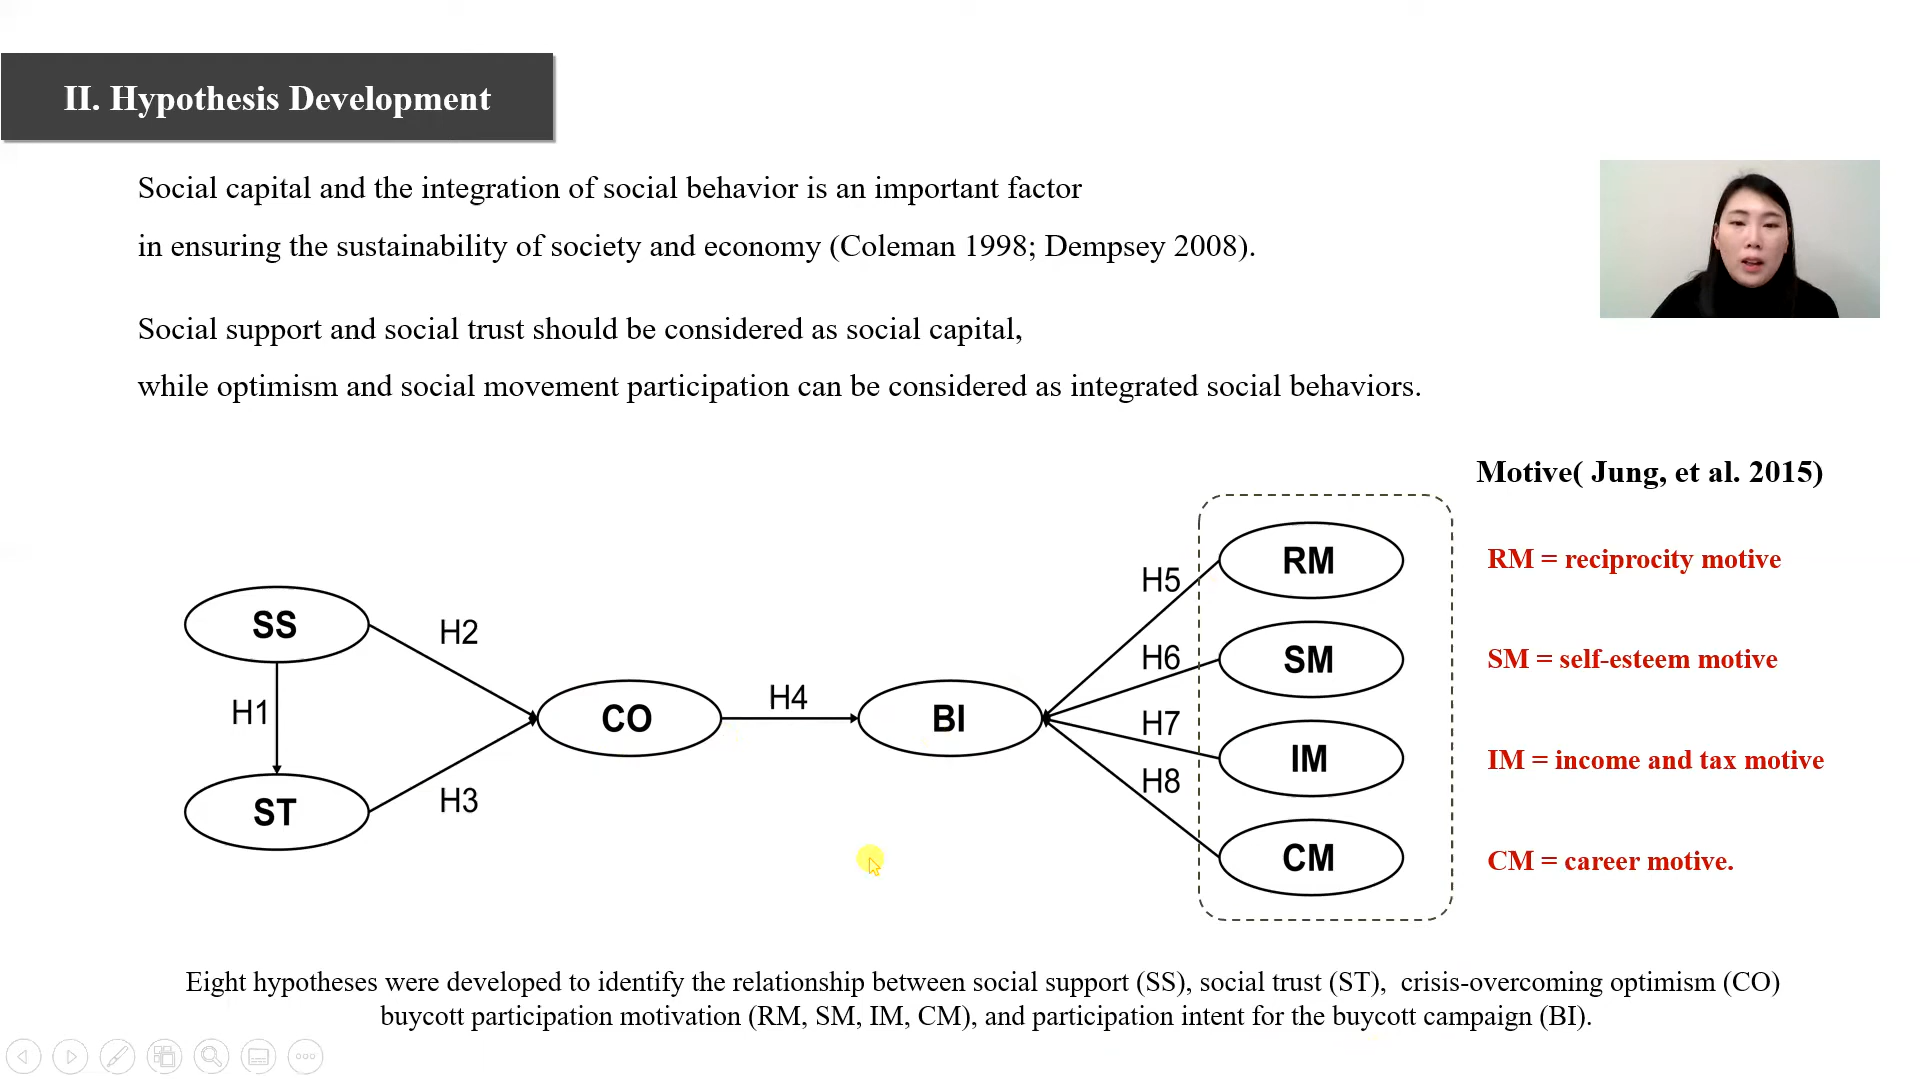 II. Hypothesis Development
Social capital and the integration of social behavior is an important factor
in ensuring the sustainability of society and economy (Coleman 1998; Dempsey 2008).
Social support and social trust should be considered as social capital,
while optimism and social movement participation can be considered as integrated social behaviors.
Motive( Jung, et al. 2015)
RM
RM = reciprocity motive
H5
SS
H2
H6
SM
SM = self-esteem motive
H1
CO
H4
BI
H7
IM
IM = income and tax motive
H8
ST
H3
CM
CM = career motive.
Eight hypotheses were developed to identify the relationship between social support (SS), social trust (ST),  crisis-overcoming optimism (CO)
buycott participation motivation (RM, SM, IM, CM), and participation intent for the buycott campaign (BI).